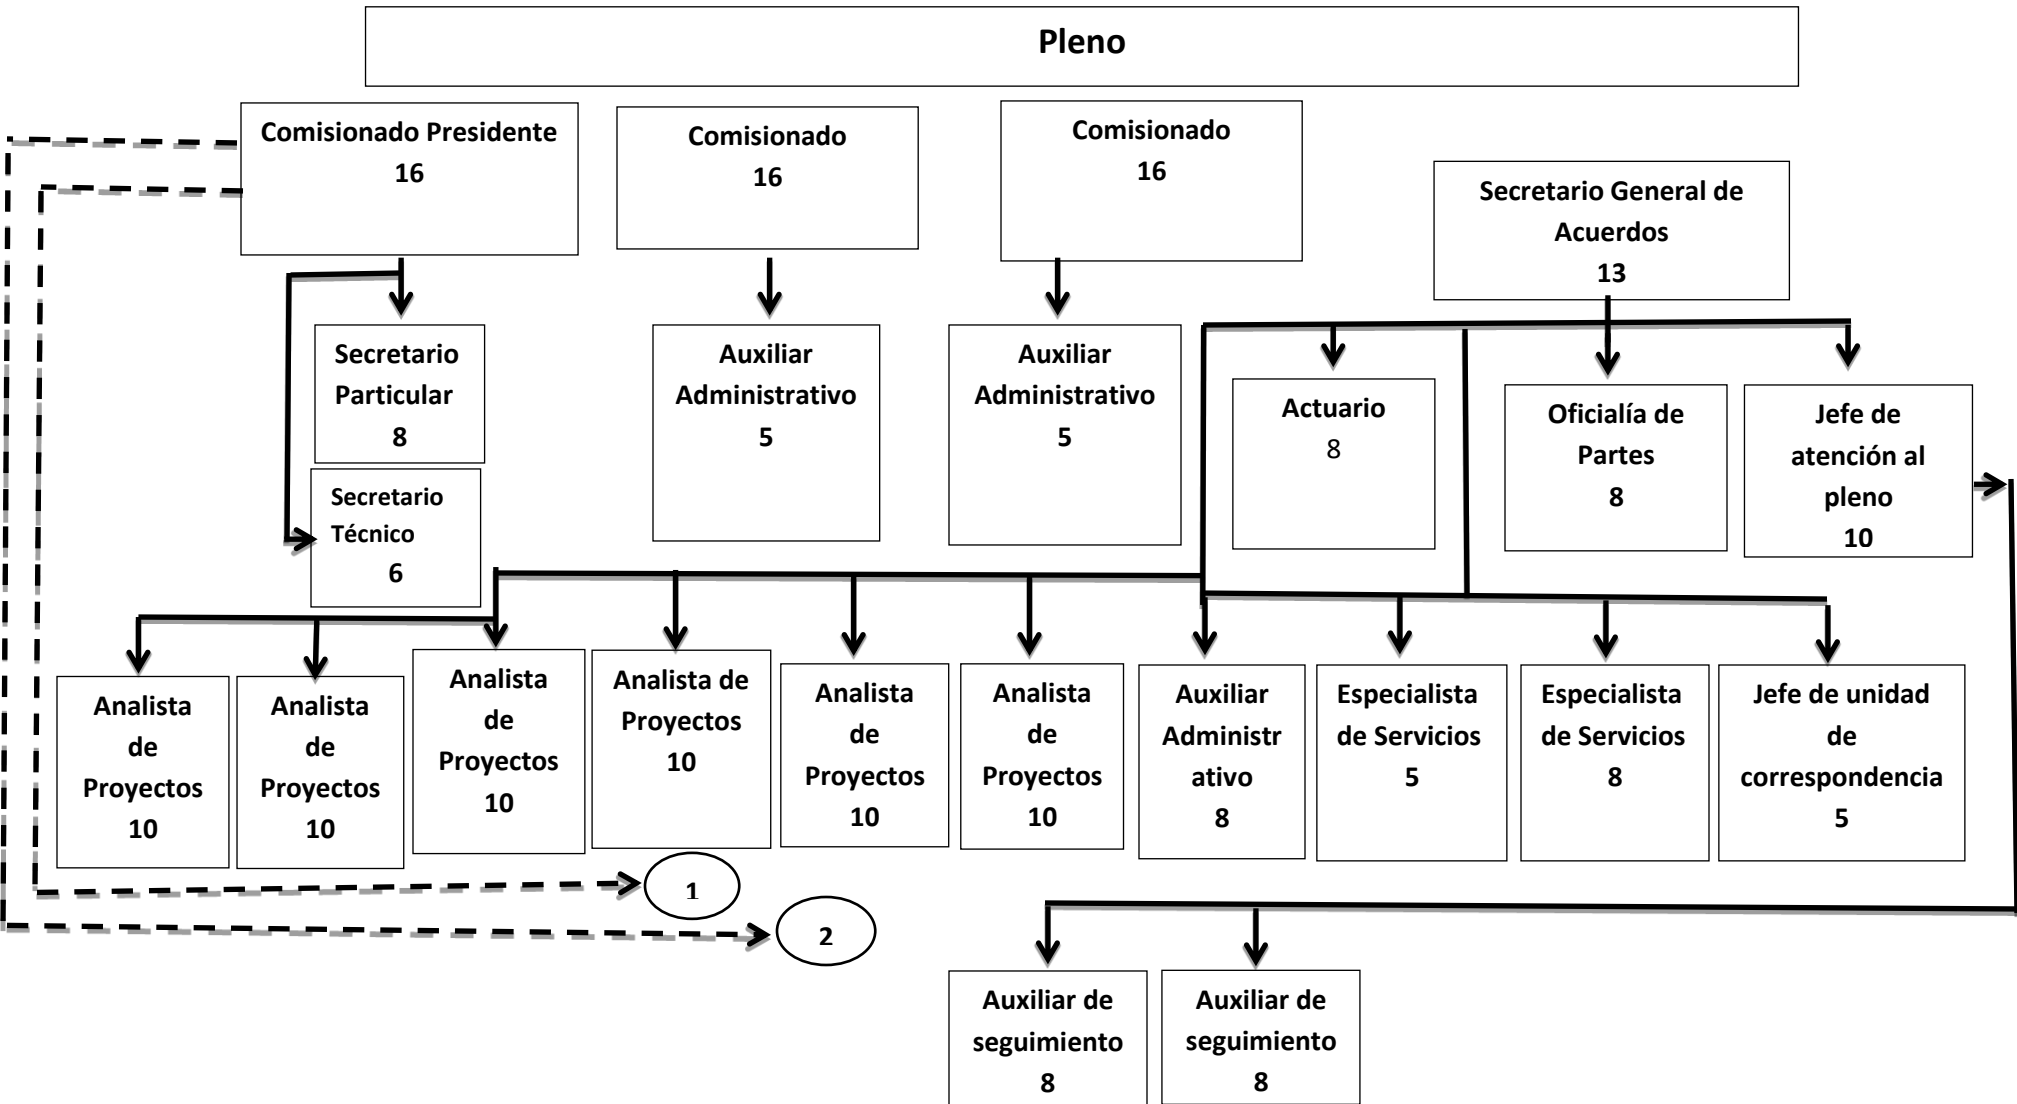 Pleno
Comisionado Presidente
16
Comisionado
16
Comisionado
16
Secretario General de
Acuerdos
13
Secretario
Particular
8
Auxiliar
Administrativo
5
Auxiliar
Administrativo
5
Actuario
8
Oficialía de
Partes
8
Jefe de
atención al
pleno
10
Secretario
Técnico
6
Analista
de
Proyectos
10
Analista
de
Proyectos
10
Analista
de
Proyectos
10
Analista de
Proyectos
10
Analista
de
Proyectos
10
Analista
de
Proyectos
10
Auxiliar
Administr
ativo
8
Especialista
de Servicios
5
Especialista
de Servicios
8
Jefe de unidad
de
correspondencia
5
1
2
Auxiliar de
seguimiento
8
Auxiliar de
seguimiento
8